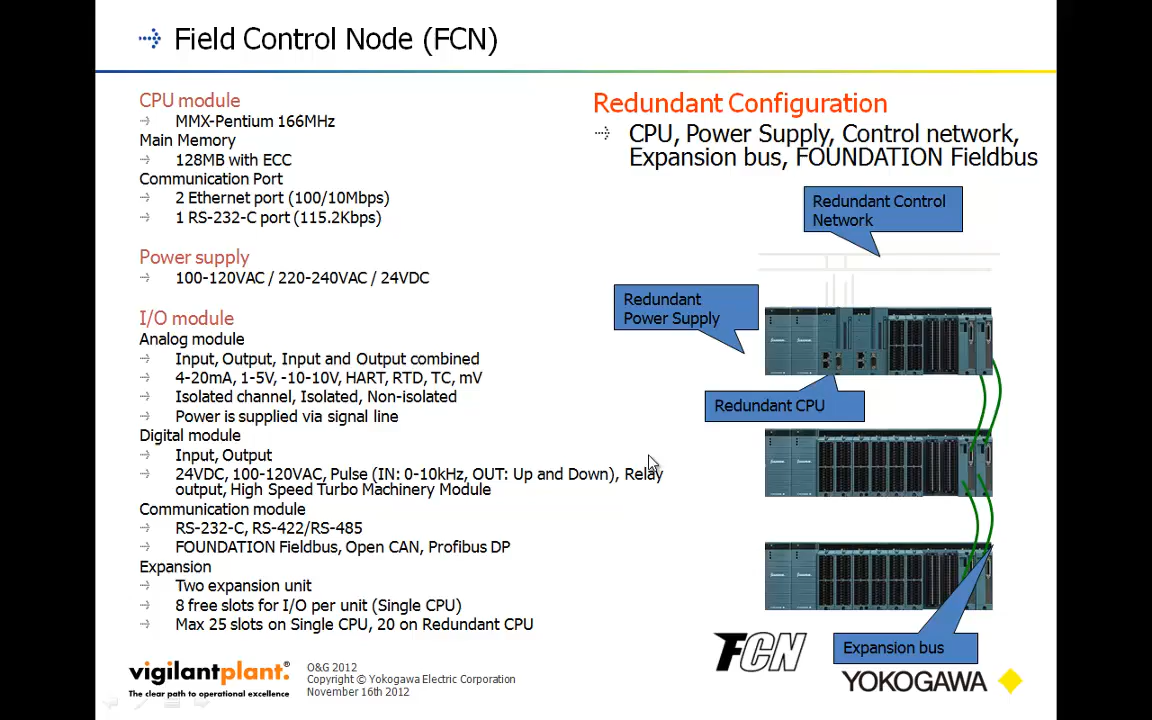 Field Control Node (FCN)
CPU module
MMX-Pentium 166MHz
Main Memory
128MB with ECC
Communication Port
2 Ethernet port (100/10Mbps)
1 RS-232-C port (115.2Kbps)
Power supply
100-120VAC / 220-240VAC / 24VDC
I/O module
Analog module
Input, Output, Input and Output combined
4-20mA, 1-5V, -10-10V, HART, RTD, TC, mV
Isolated channel, Isolated, Non-isolated
Power is supplied via signal line
Digital module
Input, Output
24VDC, 100-120VAC, Pulse (IN: 0-10kHz, OUT: Up and Down), Relay
output, High Speed Turbo Machinery Module
Communication module
RS-232-C, RS-422/RS-485
FOUNDATION Fieldbus, Open CAN, Profibus DP
Expansion
Two expansion unit
8 free slots for I/O per unit (Single CPU)
Max 25 slots on Single CPU, 20 on Redundant CPU
Redundant Configuration
CPU, Power Supply, Control network,
Expansion bus, FOUNDATION Fieldbus
Redundant Control
Network
Redundant
Power Supply
Redundant CPU
Expansion bus
FCN
YOKOGAWA
vigilantplant.®
The clear path to operational excellence
O&G 2012
Copyright © Yokogawa Electric Corporation
November 16th 2012